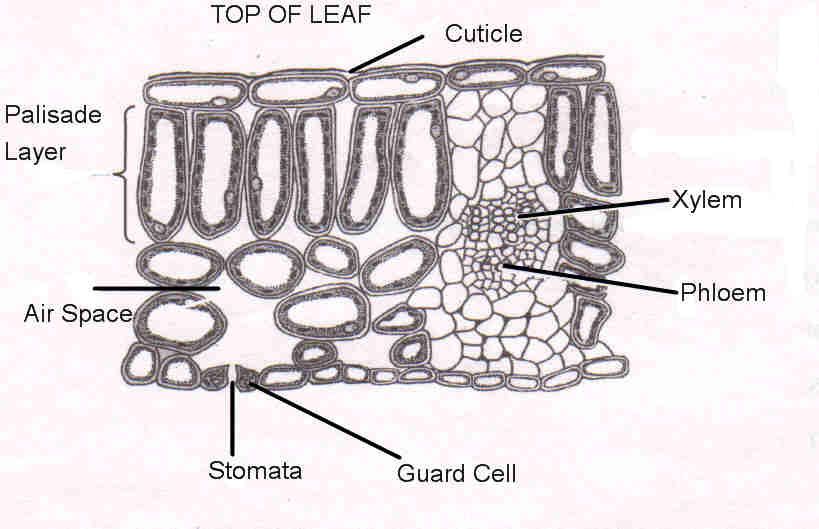 TOP OF LEAF
Cuticle
Palisade
Layer
Xylem
Phloem
Air Space
Stomata
Guard Cell